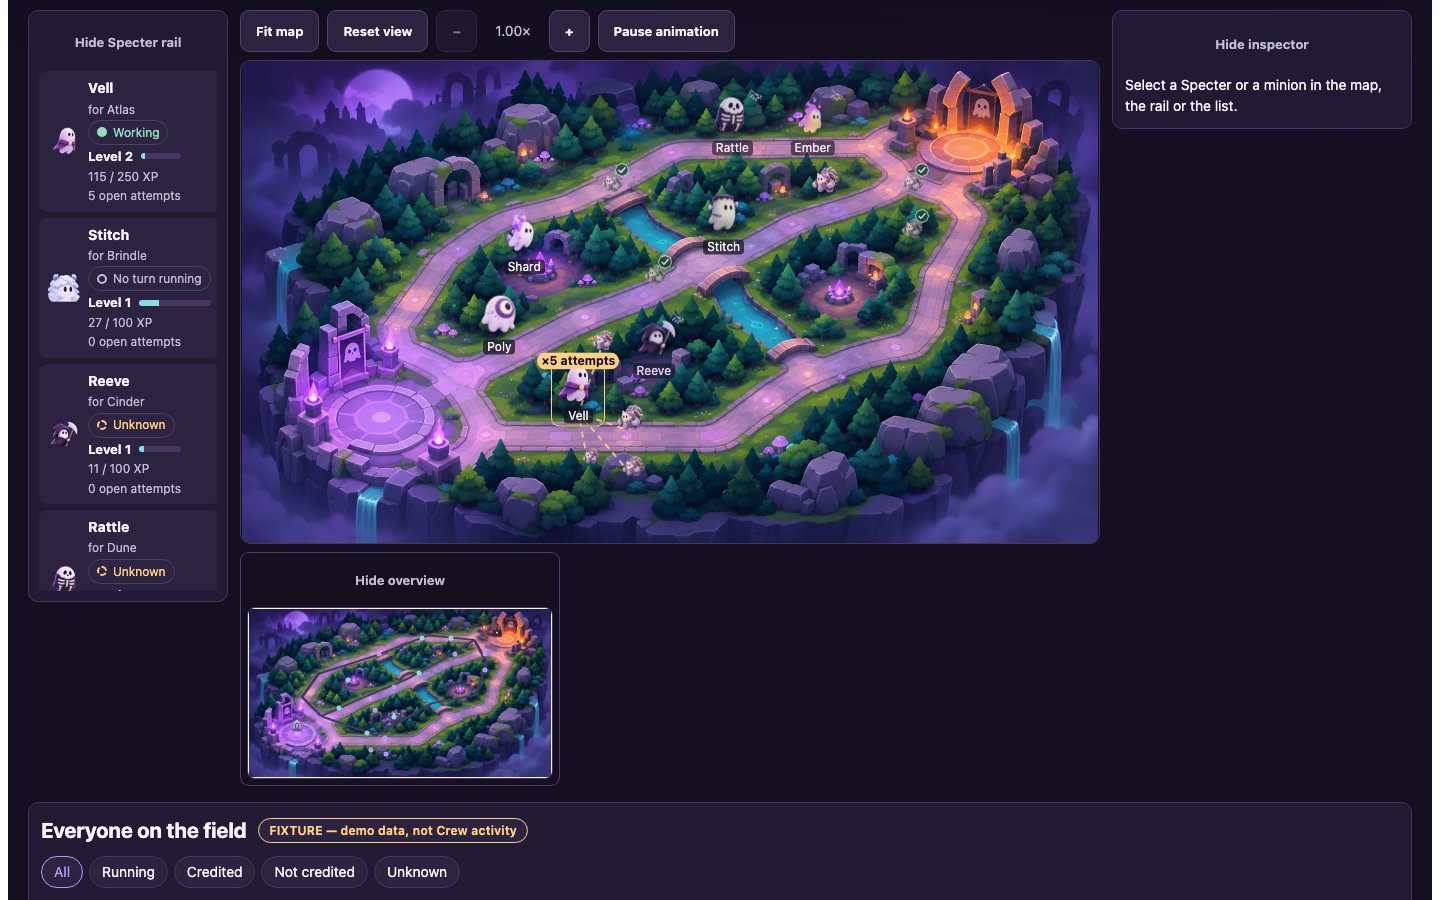 Hide Specter rail
Vell
for Atlas
Working
Level 2
115 / 250 XP
5 open attempts
Stitch
for Brindle
No turn running
Level 1
27 / 100 XP
0 open attempts
Reeve
for Cinder
Unknown
Level 1
11 / 100 XP
0 open attempts
Rattle
for Dune
Unknown
Fit map
Reset view
−
1.00×
+
Pause animation
Rattle
Ember
Stitch
Shard
Poly
×5 attempts
Reeve
Vell
Hide overview
Hide inspector
Select a Specter or a minion in the map,
the rail or the list.
Everyone on the field
FIXTURE — demo data, not Crew activity
All
Running
Credited
Not credited
Unknown